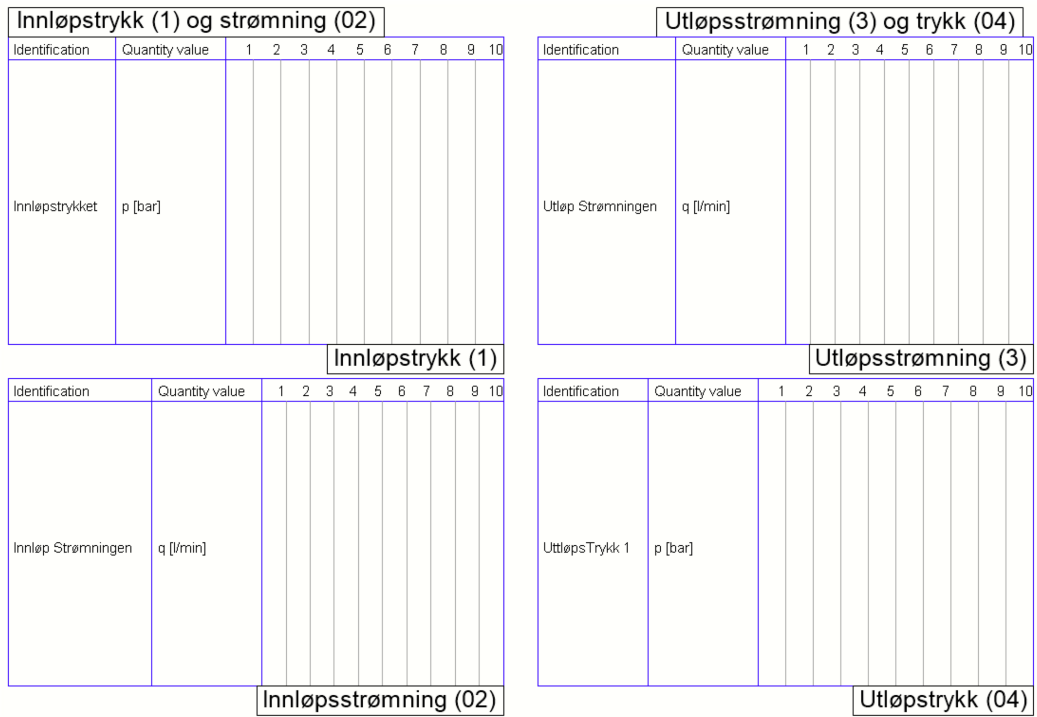 Innløpstrykk (1) og strømning (02)
Identification Quantity value 1 2 3 4 5 6 7 8 9 10
Innløpstrykket p [bar]
Innløpstrykk (1)
Utløpsstrømning (3) og trykk (04)
Identification Quantity value 1 2 3 4 5 6 7 8 9 10
Utløp Strømningen q [l/min]
Utløpsstrømning (3)
Identification Quantity value 1 2 3 4 5 6 7 8 9 10
Innløp Strømningen q [l/min]
Innløpsstrømning (02)
Identification Quantity value 1 2 3 4 5 6 7 8 9 10
UttløpsTrykk 1 p [bar]
Utløpstrykk (04)